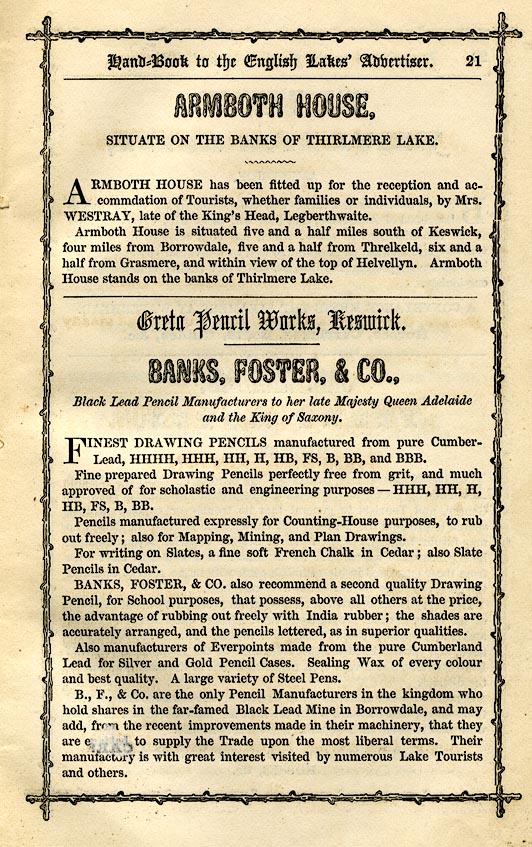 Hand-Book to the English Lakes' Advertiser. 21
ARMBOTH HOUSE,
SITUATE ON THE BANKS OF THIRLMERE LAKE.
ARMBOTH HOUSE has been fitted up for the reception and ac-
commdation of Tourists, whether families or individuals, by Mrs.
WESTRAY, late of the King's Head, Legberthwaite.
Armboth House is situated five and a half miles south of Keswick,
four miles from Borrowdale, five and a half from Threlkeld, six and a
half from Grasmere, and within view of the top of Helvellyn. Armboth
House stands on the banks of Thirlmere Lake.
Greta Pencil Works, Keswick.
BANKS, FOSTER, & CO.,
Black Lead Pencil Manufacturers to her late Majesty Queen Adelaide
and the King of Saxony.
FINEST DRAWING PENCILS manufactured from pure Cumber-
Lead, HHHH, HHH, HH, H, HB, FS, B, BB, and BBB.
Fine prepared Drawing Pencils perfectly free from grit, and much
approved of for scholastic and engineering purposes — HHH, HH, H,
HB, FS, B, BB.
Pencils manufactured expressly for Counting-House purposes, to rub
out freely; also for Mapping, Mining, and Plan Drawings.
For writing on Slates, a fine soft French Chalk in Cedar; also Slate
Pencils in Cedar.
BANKS, FOSTER, & CO. also recommend a second quality Drawing
Pencil, for School purposes, that possess, above all others at the price,
the advantage of rubbing out freely with India rubber; the shades are
accurately arranged, and the pencils lettered, as in superior qualities.
Also manufacturers of Everpoints made from the pure Cumberland
Lead for Silver and Gold Pencil Cases. Sealing Wax of every colour
and best quality. A large variety of Steel Pens.
B., F., & Co. are the only Pencil Manufacturers in the kingdom who
hold shares in the far-famed Black Lead Mine in Borrowdale, and may
add, from the recent improvements made in their machinery, that they
are to supply the Trade upon the most liberal terms. Their
manufactory is with great interest visited by numerous Lake Tourists
and others.